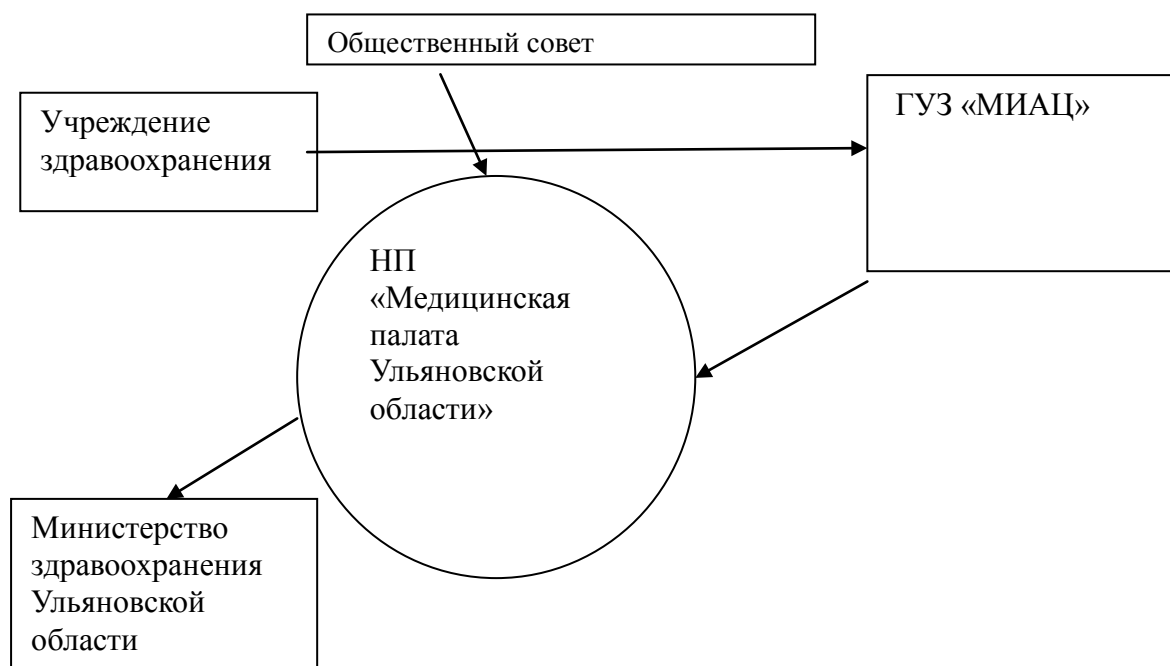 Общественный совет
Учреждение
здравоохранения
ГУЗ «МИАЦ»
НП
«Медицинская
палата
Ульяновской
области»
Министерство
здравоохранения
Ульяновской
области